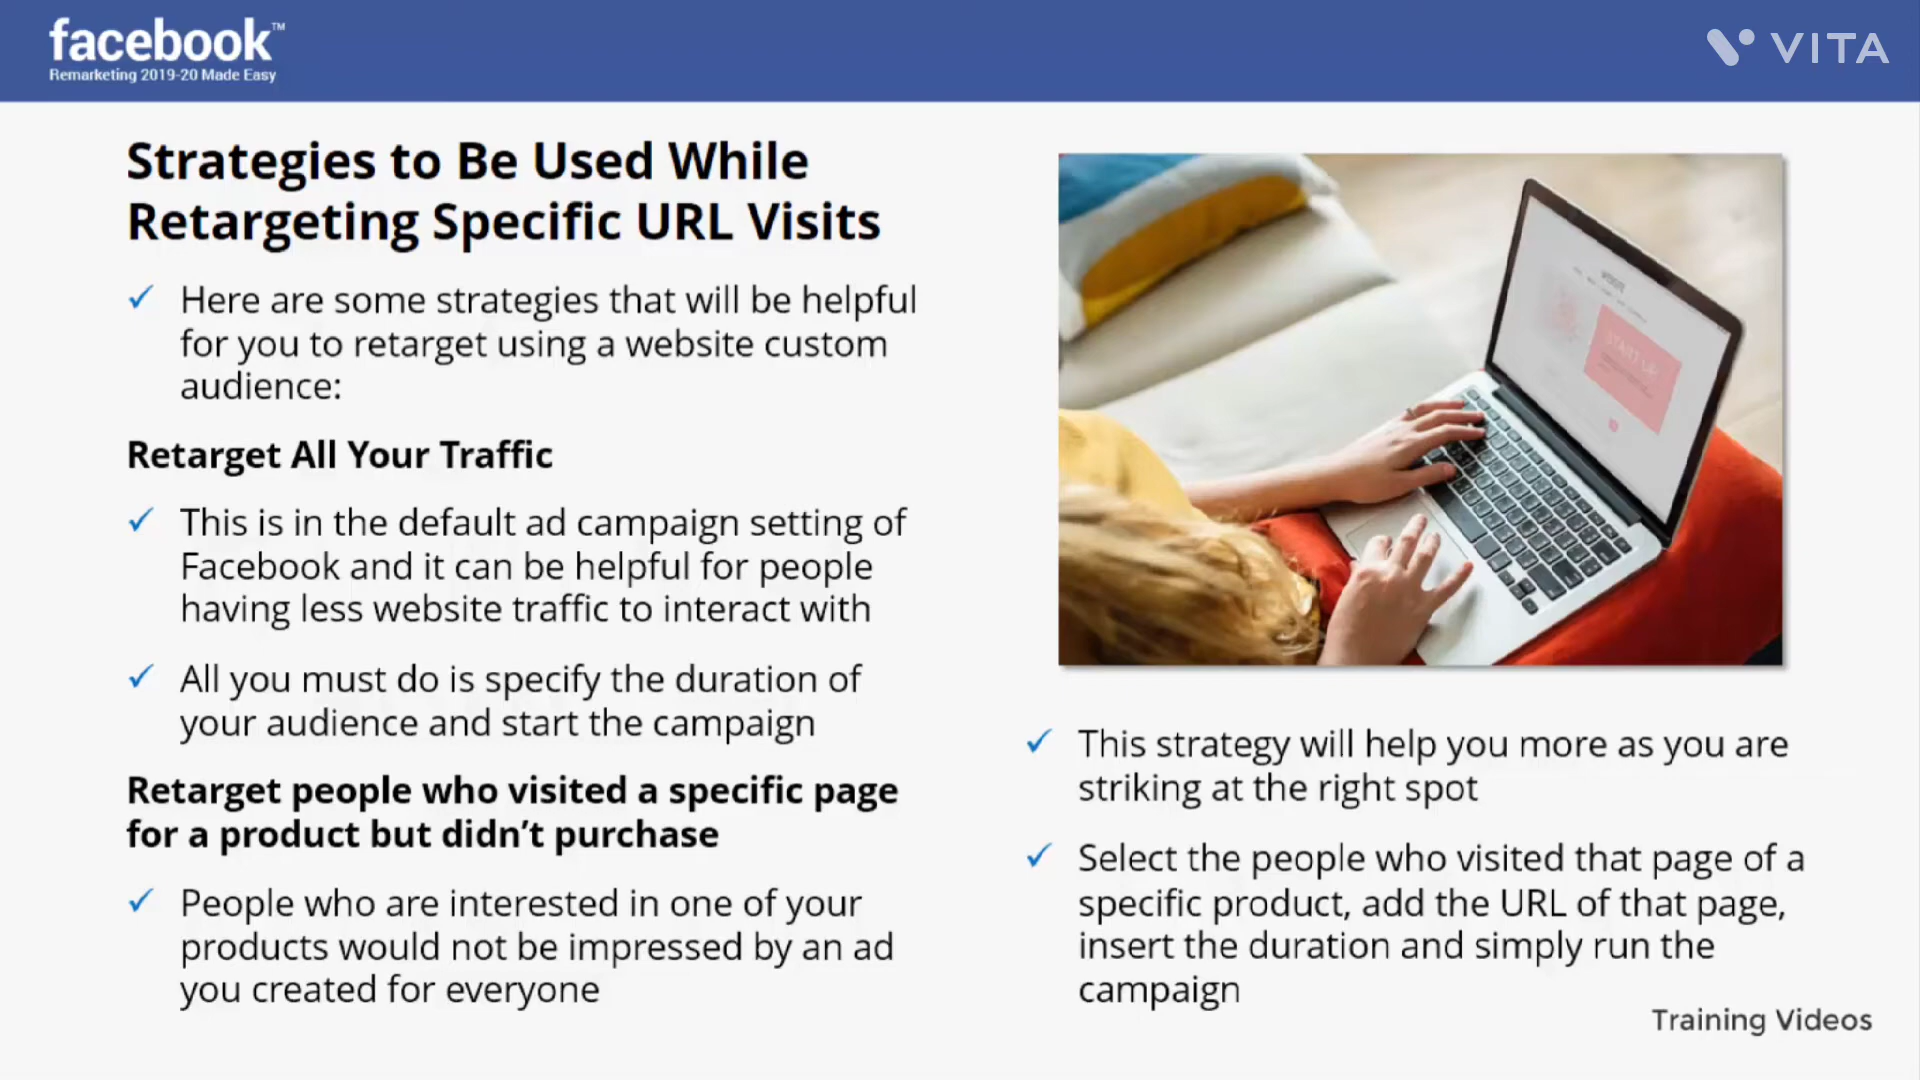 facebook™
Remarketing 2019-20 Made Easy
VITA
Strategies to Be Used While
Retargeting Specific URL Visits
✓ Here are some strategies that will be helpful
for you to retarget using a website custom
audience:
Retarget All Your Traffic
✓ This is in the default ad campaign setting of
Facebook and it can be helpful for people
having less website traffic to interact with
✓ All you must do is specify the duration of
your audience and start the campaign
Retarget people who visited a specific page
for a product but didn't purchase
✓ People who are interested in one of your
products would not be impressed by an ad
you created for everyone
START UP
✓ This strategy will help you more as you are
striking at the right spot
✓ Select the people who visited that page of a
specific product, add the URL of that page,
insert the duration and simply run the
campaign
Training Videos